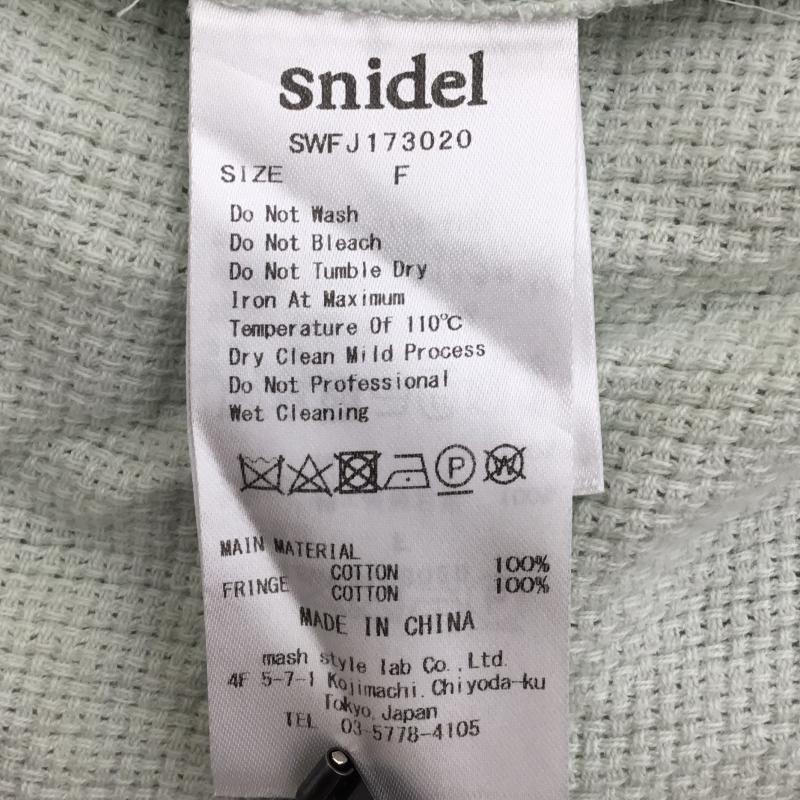 snidel
SWFJ173020
SIZE F
Do Not Wash
Do Not Bleach
Do Not Tumble Dry
Iron At Maximum
Temperature Of 110℃
Dry Clean Mild Process
Do Not Professional
Wet Cleaning
P W
MAIN MATERIAL
COTTON 100%
FRINGE COTTON 100%
MADE IN CHINA
mash style lab Co.,Ltd.
4F 5-7-1 Kojimachi.Chiyoda-ku
Tokyo,Japan
TEL 03-5778-4105